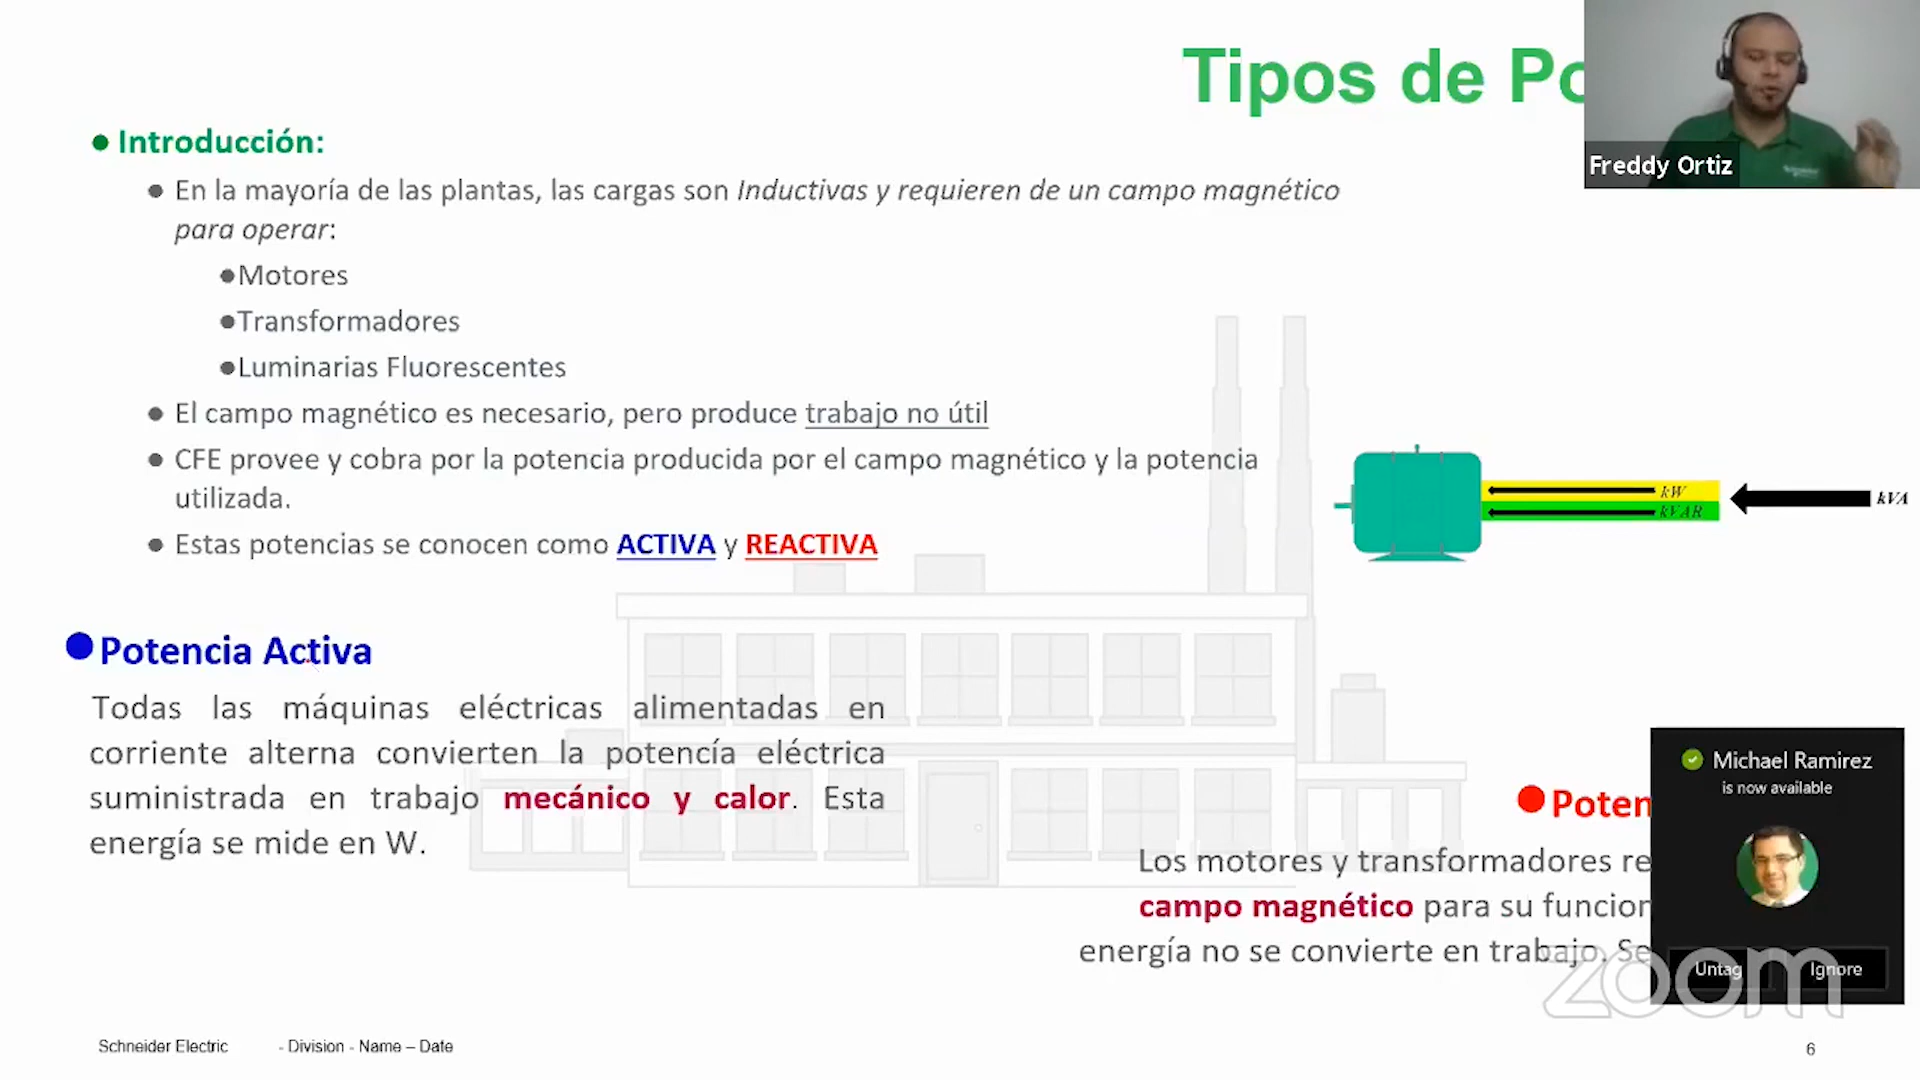 Tipos de Po
Freddy Ortiz
• Introducción:
● En la mayoría de las plantas, las cargas son Inductivas y requieren de un campo magnético
para operar:
●Motores
●Transformadores
●Luminarias Fluorescentes
● El campo magnético es necesario, pero produce trabajo no útil
● CFE provee y cobra por la potencia producida por el campo magnético y la potencia
utilizada.
● Estas potencias se conocen como ACTIVA y REACTIVA
kW
kVAR
kVA
●Potencia Activa
Todas las máquinas eléctricas alimentadas en
corriente alterna convierten la potencía eléctrica
suministrada en trabajo mecánico y calor. Esta
energía se mide en W.
●Poten
Los motores y transformadores re
campo magnético para su funcion
energía no se convierte en trabajo. Se
Michael Ramirez
is now available
Untag
Ignore
zoom
Schneider Electric
- Division - Name – Date
6